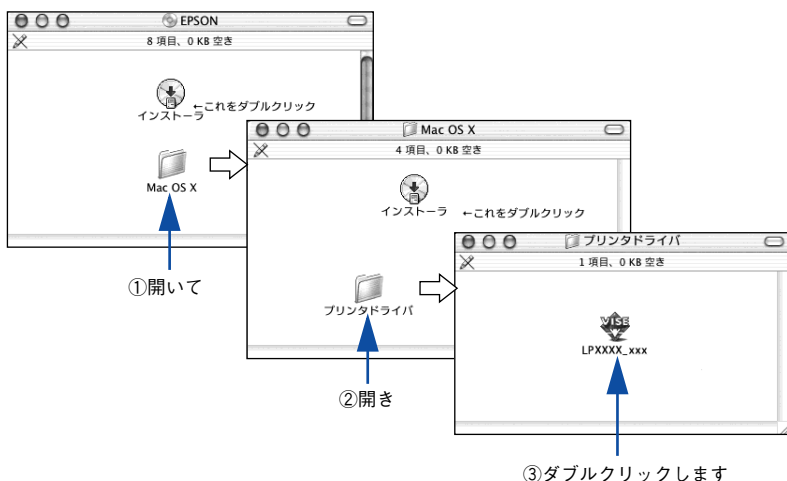 EPSON
8 項目、0 KB 空き
インストーラ
←これをダブルクリック
Mac OS X
①開いて
Mac OS X
4 項目、0 KB 空き
インストーラ
←これをダブルクリック
プリンタドライバ
②開き
プリンタドライバ
1 項目、0 KB 空き
VISE
LPXXXX_xxx
③ダブルクリックします